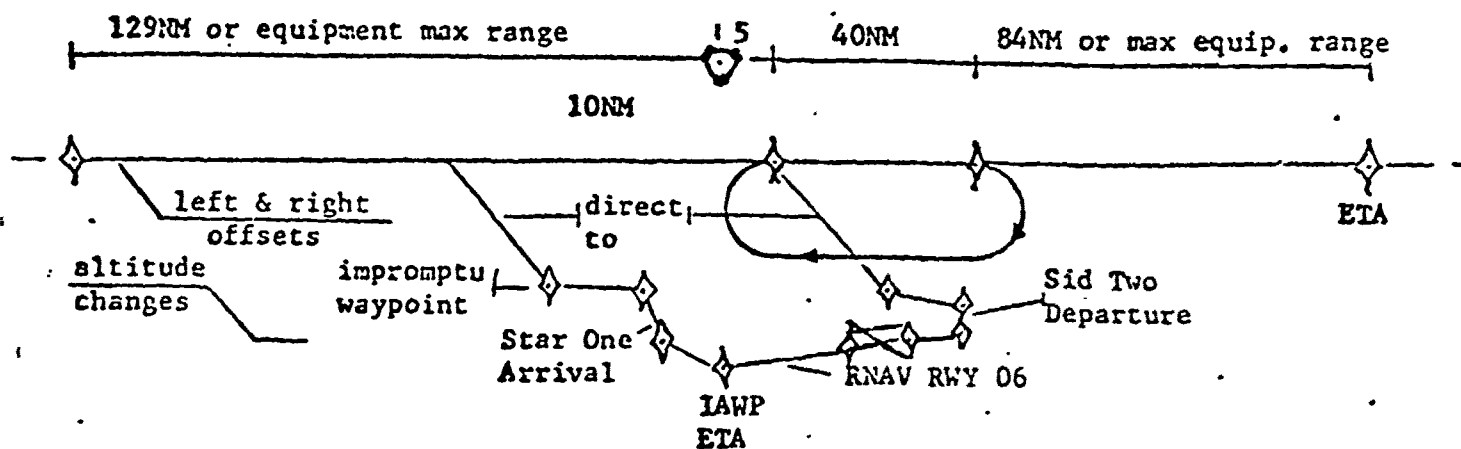 129NM or equipment max range
15
40NM
84NM or max equip. range
10NM
left & right
offsets
direct
to
ETA
altitude
changes
impromptu
waypoint
Sid Two
Departure
Star One
Arrival
RNAV RWY 06
IAWP
ETA